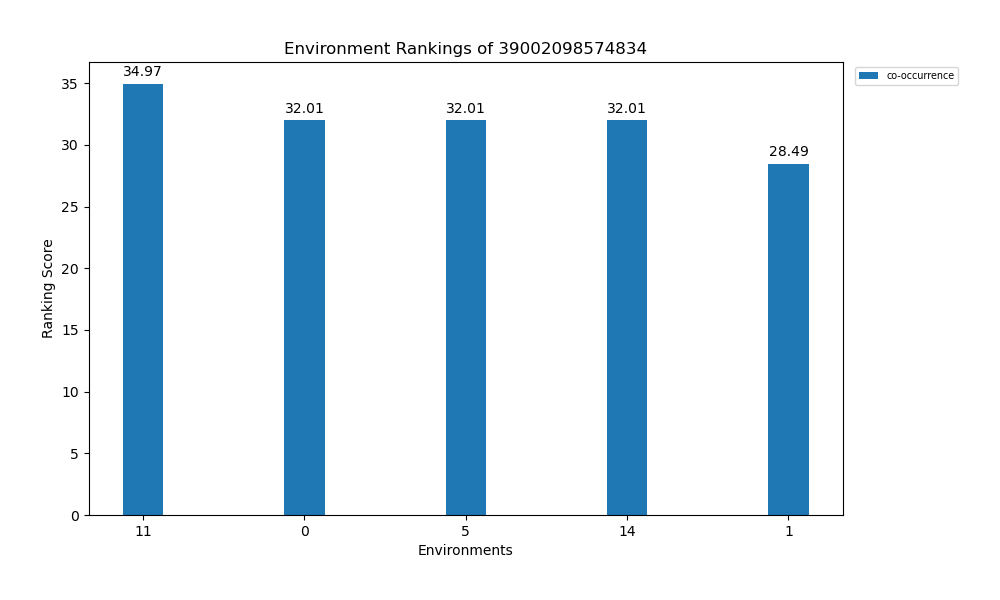 Environment Rankings of 39002098574834
co-occurrence
34.97
32.01
32.01
32.01
28.49
35
30
25
20
15
10
5
0
Ranking Score
11 0 5 14 1
Environments